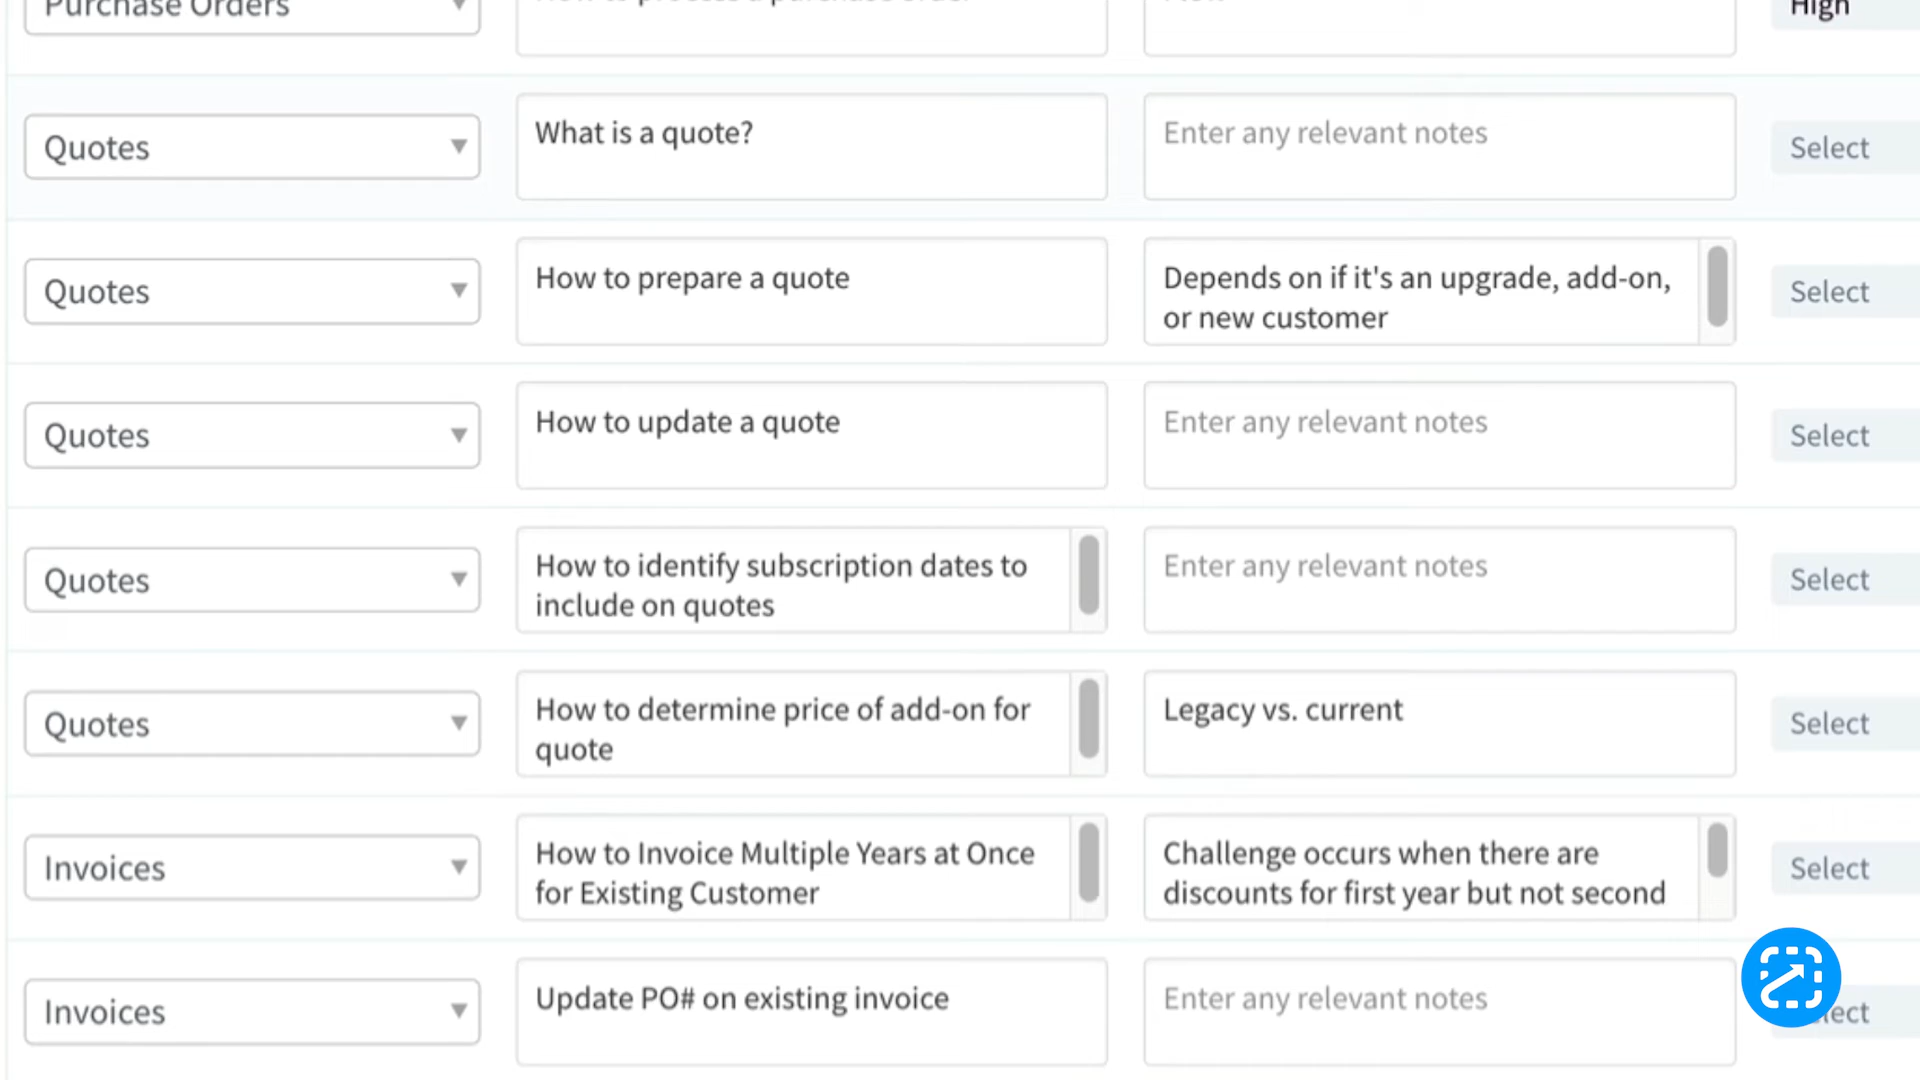 Purchase Orders
High
Quotes
What is a quote?
Enter any relevant notes
Select
Quotes
How to prepare a quote
Depends on if it's an upgrade, add-on,
or new customer
Select
Quotes
How to update a quote
Enter any relevant notes
Select
Quotes
How to identify subscription dates to
include on quotes
Enter any relevant notes
Select
Quotes
How to determine price of add-on for
quote
Legacy vs. current
Select
Invoices
How to Invoice Multiple Years at Once
for Existing Customer
Challenge occurs when there are
discounts for first year but not second
Select
Invoices
Update PO# on existing invoice
Enter any relevant notes